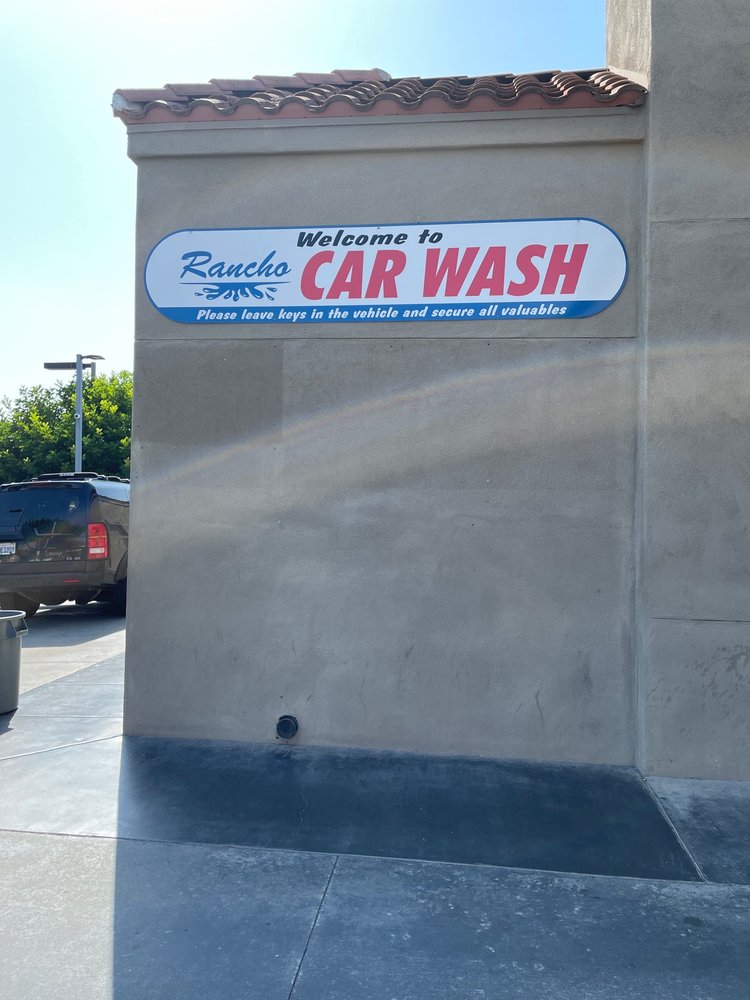 Welcome to
Rancho CAR WASH
Please leave keys in the vehicle and secure all valuables